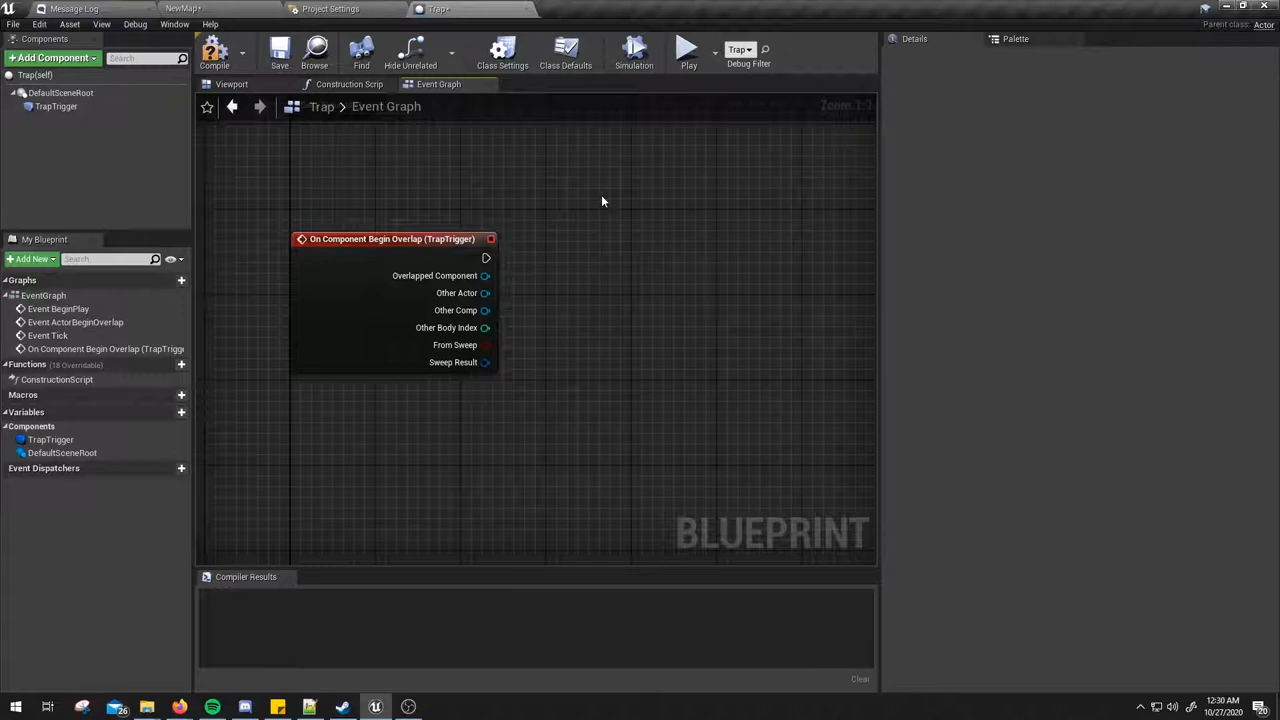 Message Log
NewMap*
Project Settings
Trap*
File Edit Asset View Debug Window Help
Parent class: Actor
Components
Details
Palette
+Add Component
Search
Compile
Save
Browse
Find
Hide Unrelated
Class Settings
Class Defaults
Simulation
Play
Trap
Debug Filter
Trap(self)
DefaultSceneRoot
TrapTrigger
Viewport
Construction Scrip
Event Graph
Trap > Event Graph
On Component Begin Overlap (TrapTrigger)
Overlapped Component
Other Actor
Other Comp
Other Body Index
From Sweep
Sweep Result
My Blueprint
+Add New
Search
Graphs
EventGraph
Event BeginPlay
Event ActorBeginOverlap
Event Tick
On Component Begin Overlap (TrapTrigge
Functions (18 Overridable)
ConstructionScript
Macros
Variables
Components
TrapTrigger
DefaultSceneRoot
Event Dispatchers
BLUEPRINT
Compiler Results
Clear
26
12:30 AM
10/27/2020
20